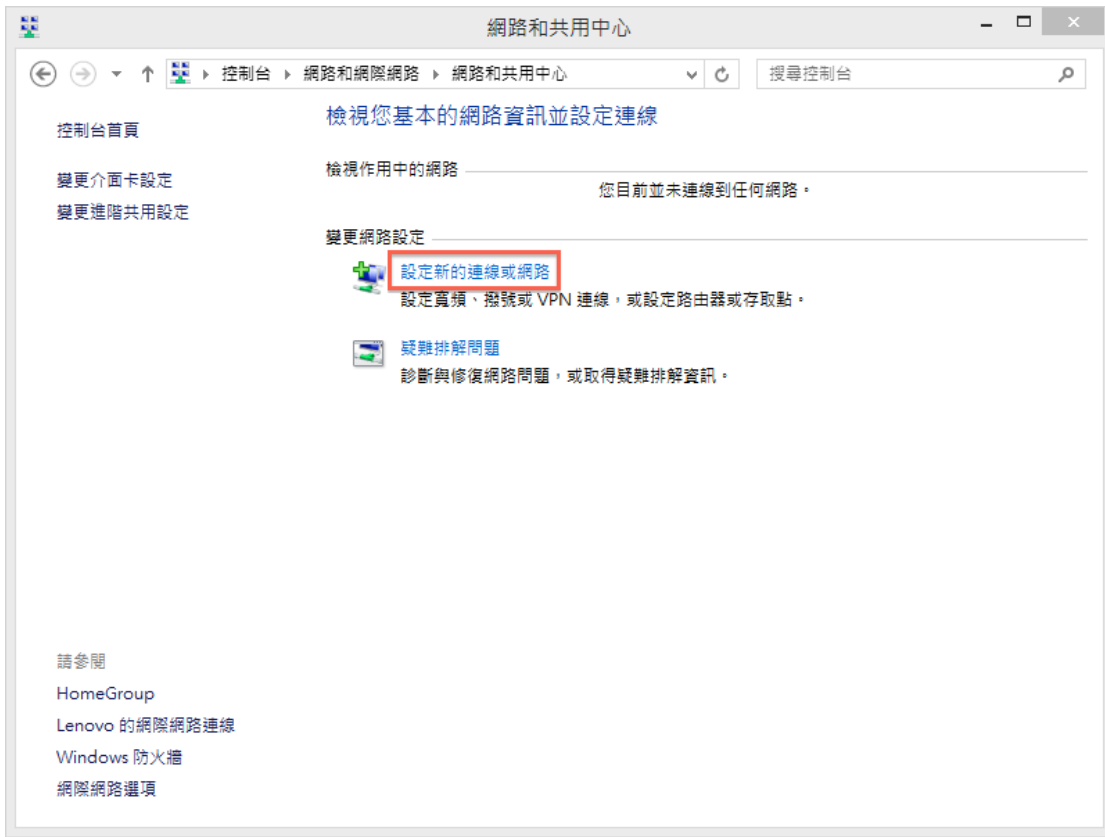 網路和共用中心
控制台 網路和網際網路 網路和共用中心
搜尋控制台
控制台首頁
變更介面卡設定
變更進階共用設定
檢視您基本的網路資訊並設定連線
檢視作用中的網路
您目前並未連線到任何網路。
變更網路設定
設定新的連線或網路
設定寬頻、撥號或 VPN 連線，或設定路由器或存取點。
疑難排解問題
診斷與修復網路問題，或取得疑難排解資訊。
請參閱
HomeGroup
Lenovo 的網際網路連線
Windows 防火牆
網際網路選項